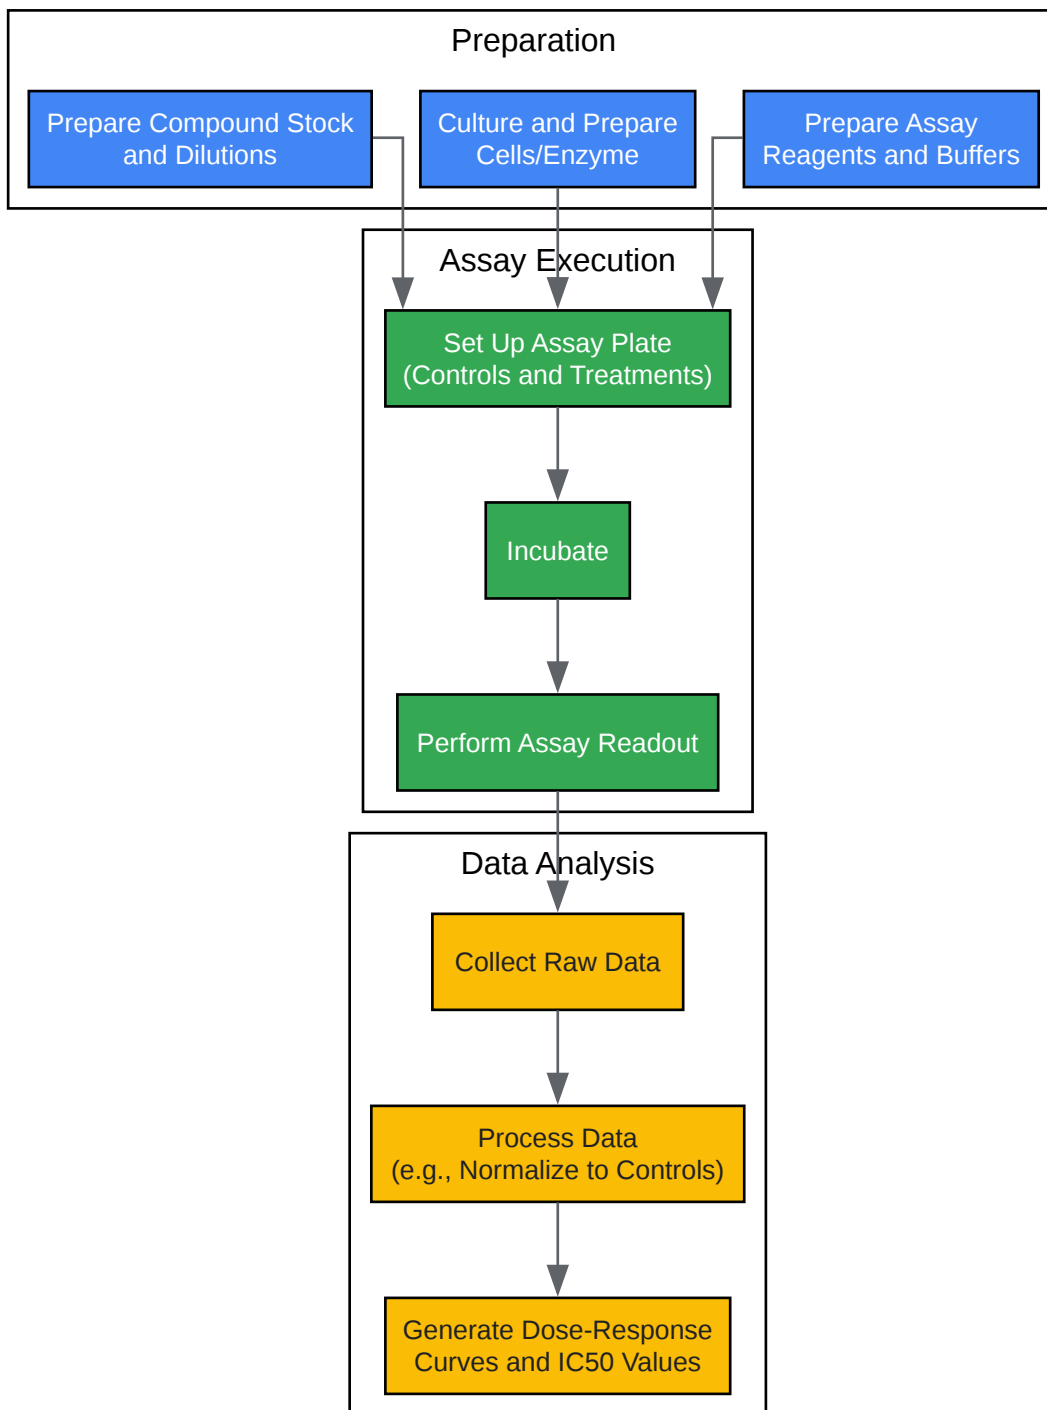 Preparation
Prepare Compound Stock
and Dilutions
Culture and Prepare
Cells/Enzyme
Prepare Assay
Reagents and Buffers
Assay Execution
Set Up Assay Plate
(Controls and Treatments)
Incubate
Perform Assay Readout
Data Analysis
Collect Raw Data
Process Data
(e.g., Normalize to Controls)
Generate Dose-Response
Curves and IC50 Values